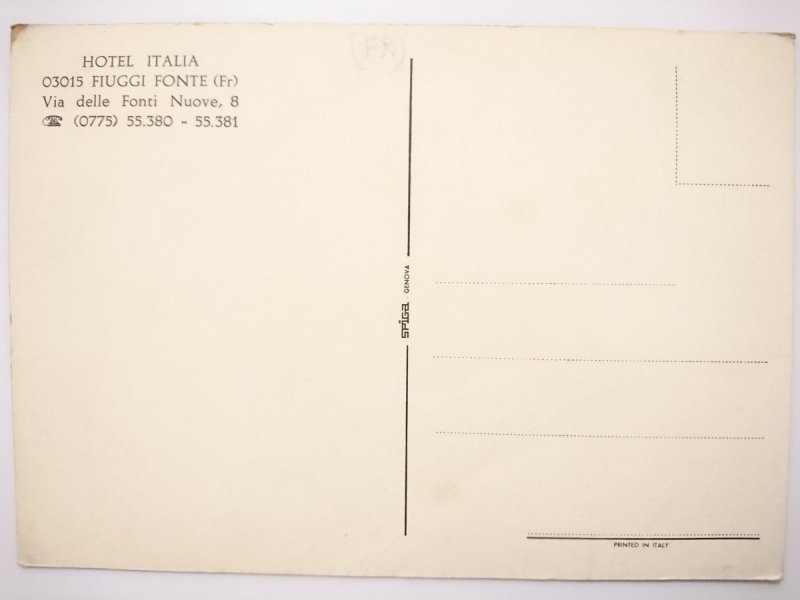 HOTEL ITALIA
03015 FIUGGI FONTE (Fr)
Via delle Fonti Nuove, 8
☎ (0775) 55.380 - 55.381
(FR)
SPIGA GENOVA
PRINTED IN ITALY